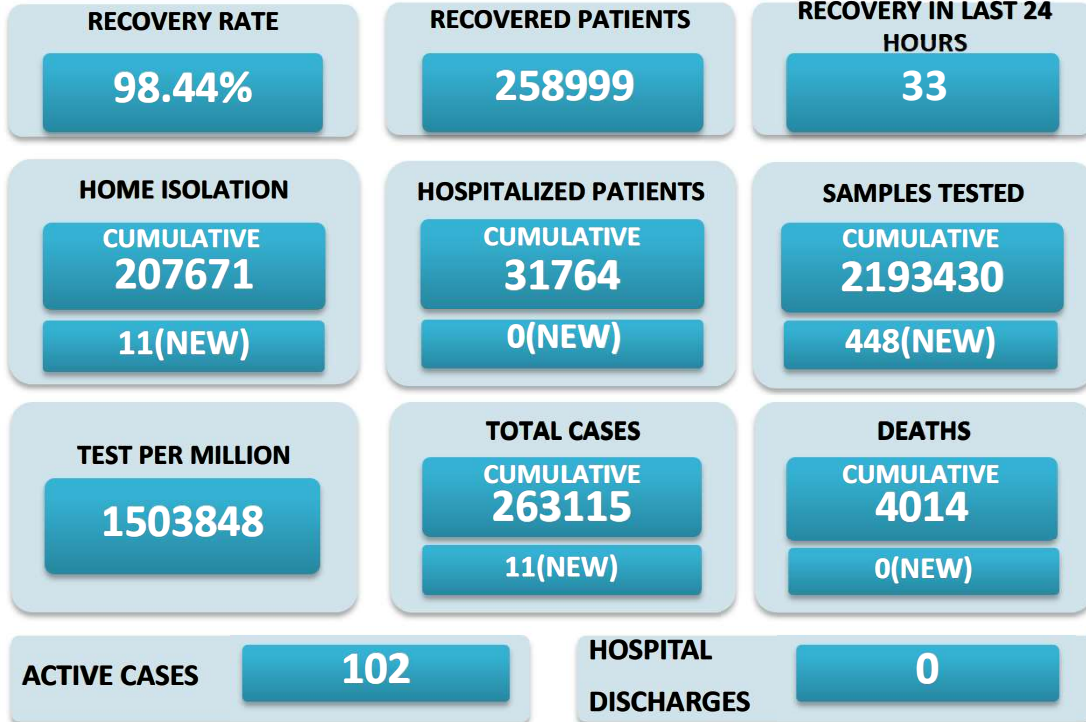 RECOVERY RATE
98.44%
RECOVERED PATIENTS
258999
RECOVERY IN LAST 24
HOURS
33
HOME ISOLATION
CUMULATIVE
207671
11(NEW)
HOSPITALIZED PATIENTS
CUMULATIVE
31764
0(NEW)
SAMPLES TESTED
CUMULATIVE
2193430
448(NEW)
TEST PER MILLION
1503848
TOTAL CASES
CUMULATIVE
263115
11(NEW)
DEATHS
CUMULATIVE
4014
0(NEW)
ACTIVE CASES
102
HOSPITAL
DISCHARGES
0